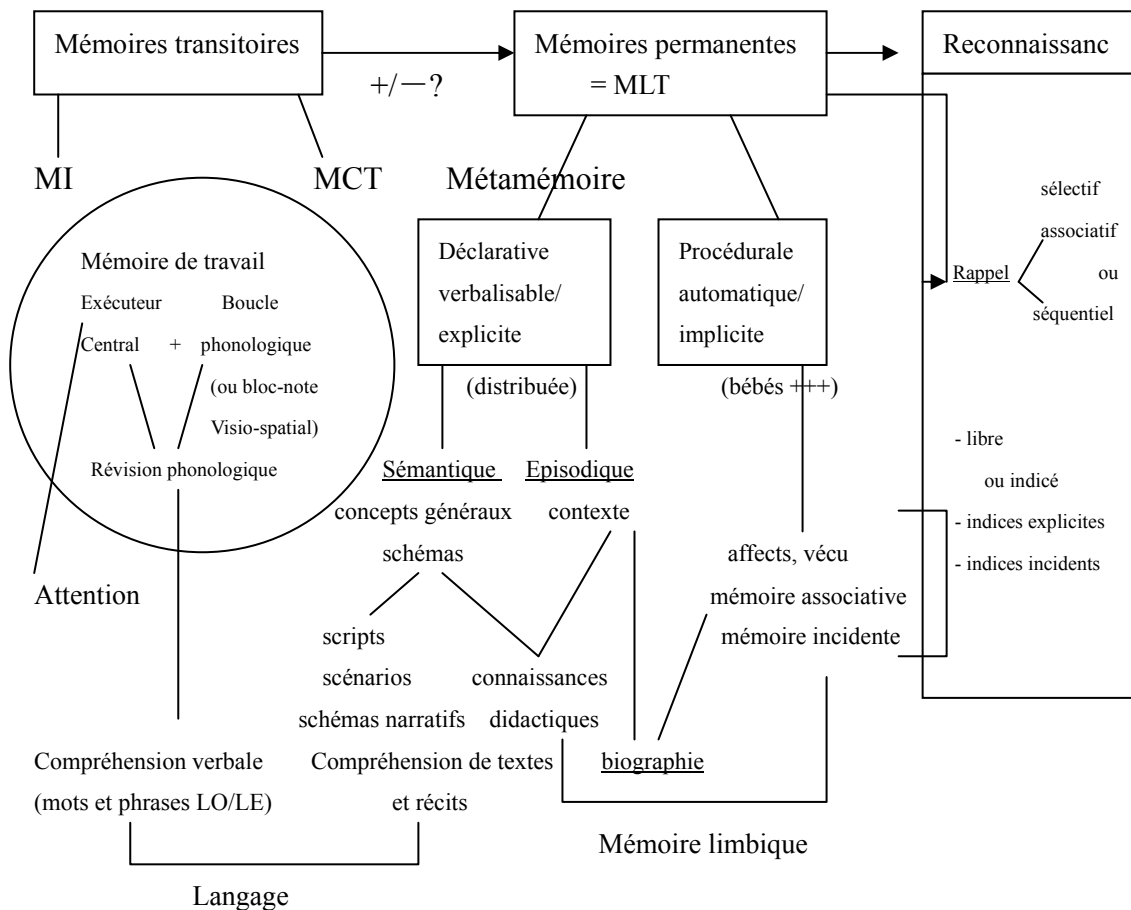 Mémoires transitoires
+/—?
Mémoires permanentes
= MLT
Reconnaissanc
MI
MCT
Métamémoire
Mémoire de travail
Exécuteur Boucle
Central + phonologique
(ou bloc-note
Visio-spatial)
Révision phonologique
Attention
Déclarative
verbalisable/
explicite
(distribuée)
Procédurale
automatique/
implicite
(bébés +++)
sélectif
associatif
Rappel ou
séquentiel
Sémantique
concepts généraux
schémas
Episodique
contexte
affects, vécu
mémoire associative
mémoire incidente
- libre
ou indicé
- indices explicites
- indices incidents
scripts
scénarios
schémas narratifs
connaissances
didactiques
Compréhension verbale
(mots et phrases LO/LE)
Compréhension de textes
et récits
biographie
Mémoire limbique
Langage